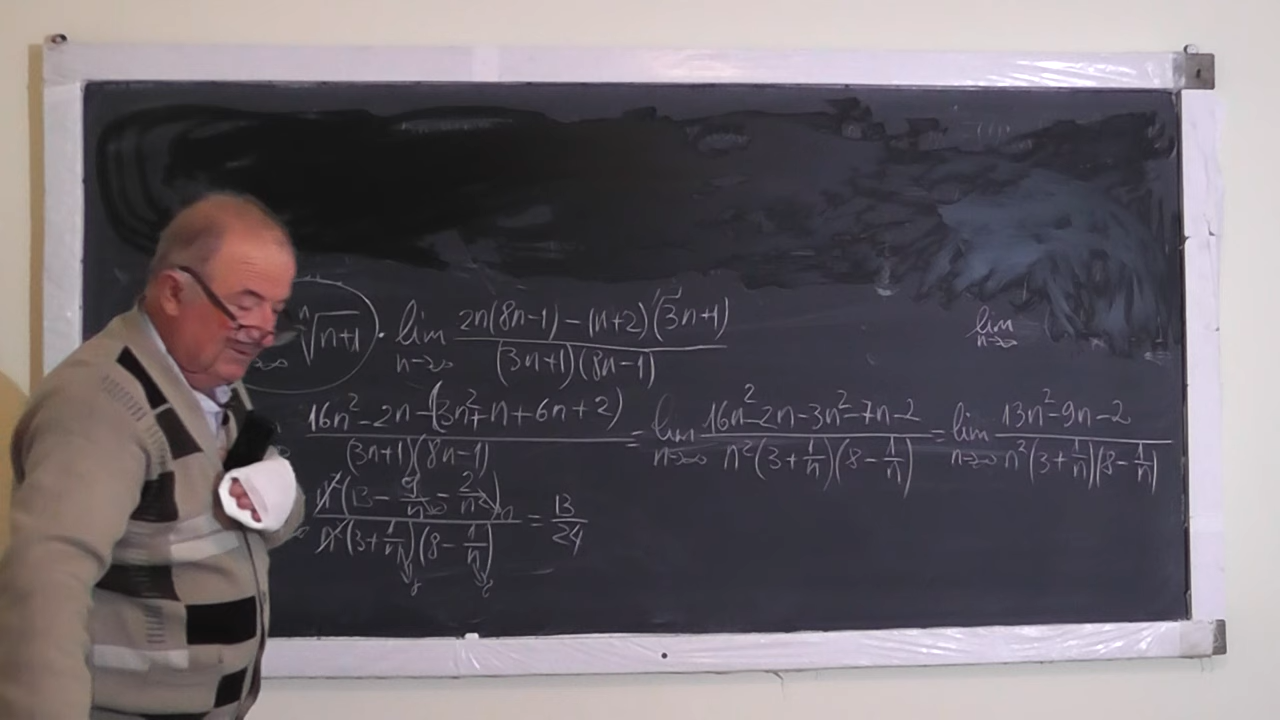 ∞ ⁿ√(n+1) · lim n→∞ (2n(8n-1) - (n+2)(3n+1)) / ((3n+1)(8n-1))
lim n→∞
(16n² - 2n - (3n² + n + 6n + 2)) / ((3n+1)(8n-1)) = lim n→∞ (16n² - 2n - 3n² - 7n - 2) / (n²(3 + 1/n)(8 - 1/n)) = lim n→∞ (13n² - 9n - 2) / (n²(3 + 1/n)(8 - 1/n))
n²(13 - 9/n - 2/n²) / (n²(3 + 1/n)(8 - 1/n)) = 13/24